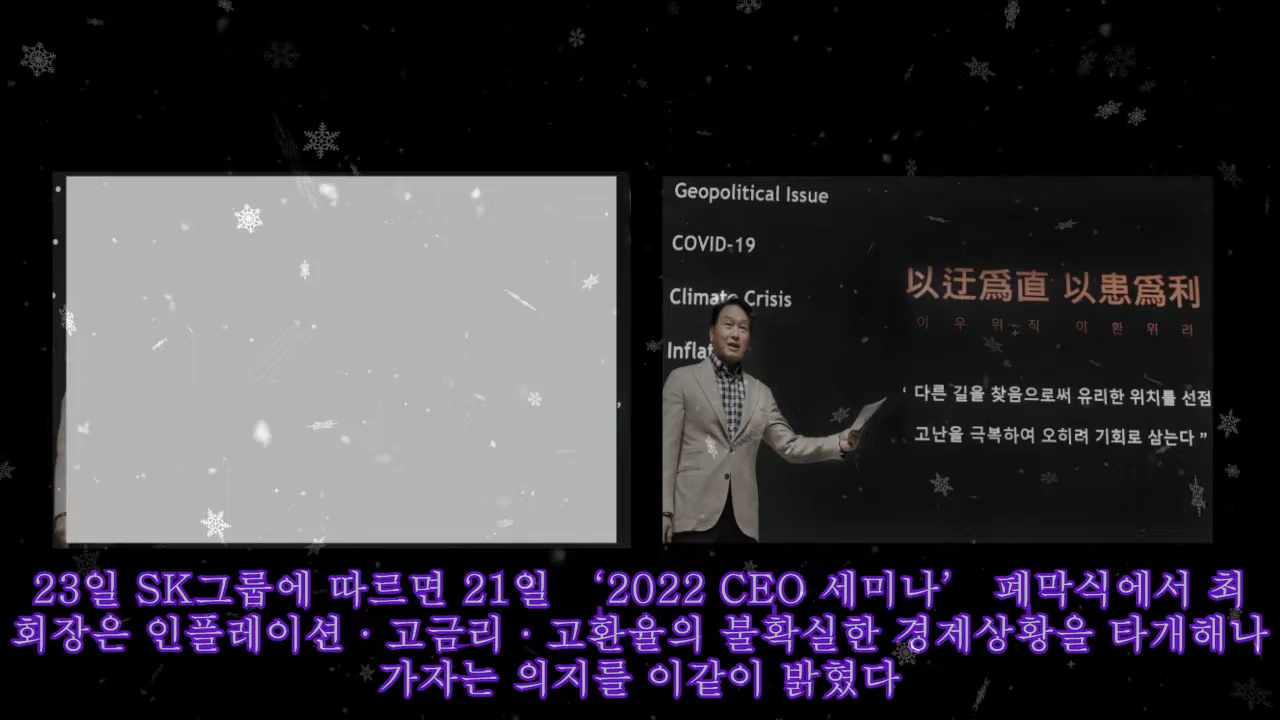 Geopolitical Issue
COVID-19
Climate Crisis
Inflat
以迂爲直 以患爲利
이 우 위 직 이 환 위 리
“ 다른 길을 찾음으로써 유리한 위치를 선점
고난을 극복하여 오히려 기회로 삼는다 ”
23일 SK그룹에 따르면 21일 ‘2022 CEO 세미나’ 폐막식에서 최
회장은 인플레이션·고금리·고환율의 불확실한 경제상황을 타개해나
가자는 의지를 이같이 밝혔다